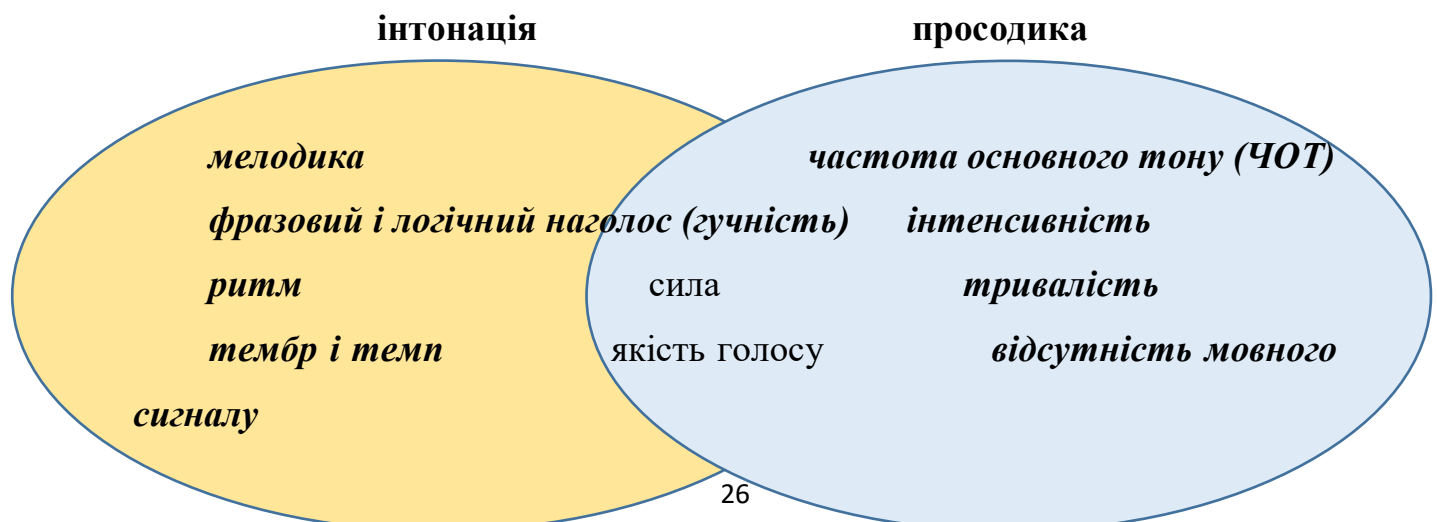 інтонація просодика
мелодика частота основного тону (ЧОТ)
фразовий і логічний наголос (гучність) інтенсивність
ритм сила тривалість
тембр і темп якість голосу відсутність мовного
сигналу
26